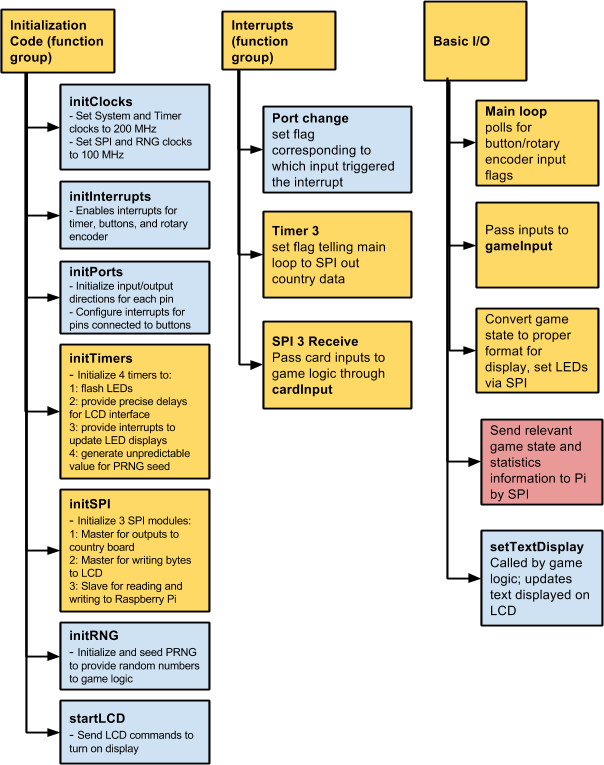 Initialization
Code (function
group)
initClocks
- Set System and Timer
clocks to 200 MHz
- Set SPI and RNG clocks
to 100 MHz
initInterrupts
- Enables interrupts for
timer, buttons, and rotary
encoder
initPorts
- Initialize input/output
directions for each pin
- Configure interrupts for
pins connected to buttons
initTimers
- Initialize 4 timers to:
1: flash LEDs
2: provide precise delays
for LCD interface
3: provide interrupts to
update LED displays
4: generate unpredictable
value for PRNG seed
initSPI
- Initialize 3 SPI modules:
1: Master for outputs to
country board
2: Master for writing bytes
to LCD
3: Slave for reading and
writing to Raspberry Pi
initRNG
- Initialize and seed PRNG
to provide random numbers
to game logic
startLCD
- Send LCD commands to
turn on display
Interrupts
(function
group)
Port change
set flag
corresponding to
which input triggered
the interrupt
Timer 3
set flag telling main
loop to SPI out
country data
SPI 3 Receive
Pass card inputs to
game logic through
cardInput
Basic I/O
Main loop
polls for
button/rotary
encoder input
flags
Pass inputs to
gameInput
Convert game
state to proper
format for
display, set LEDs
via SPI
Send relevant
game state and
statistics
information to Pi
by SPI
setTextDisplay
Called by game
logic; updates
text displayed on
LCD